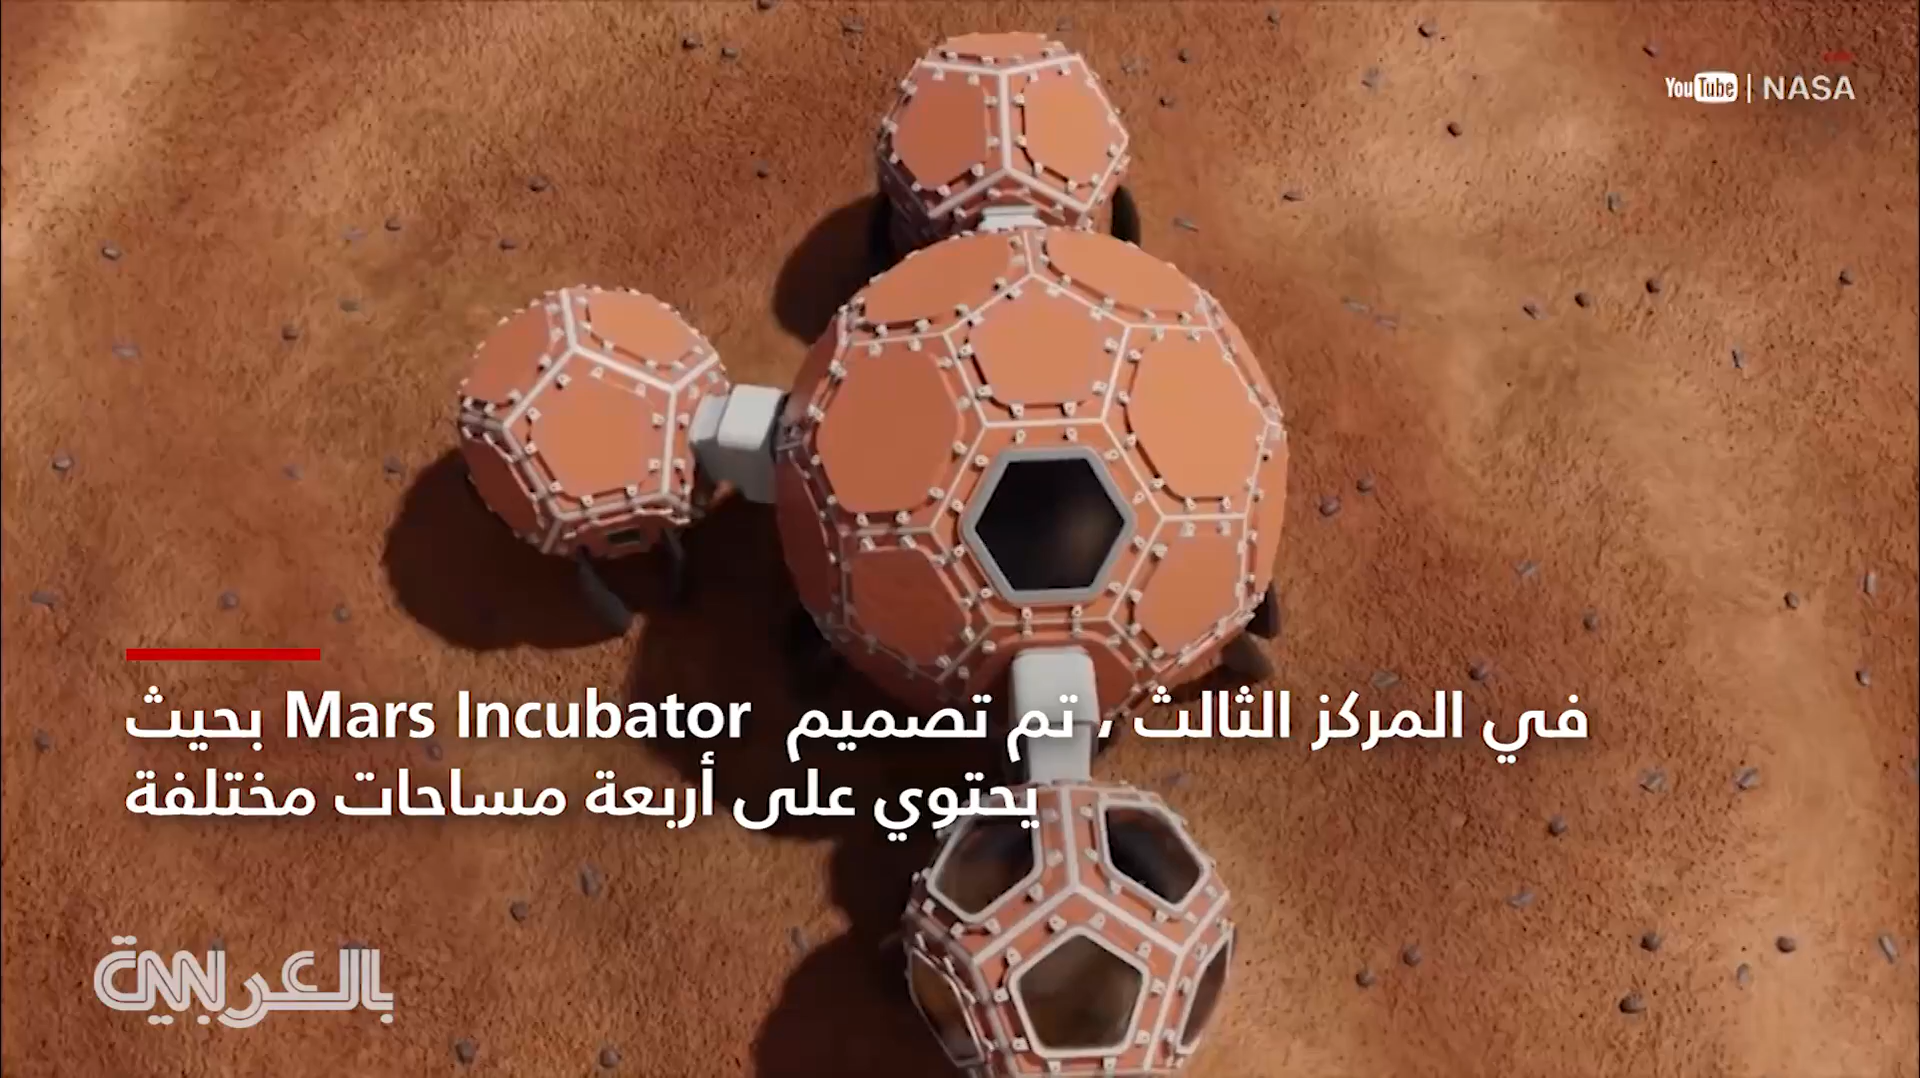 YouTube | NASA
في المركز الثالث ، تم تصميم Mars Incubator بحيث
يحتوي على أربعة مساحات مختلفة
CNN بالعربية